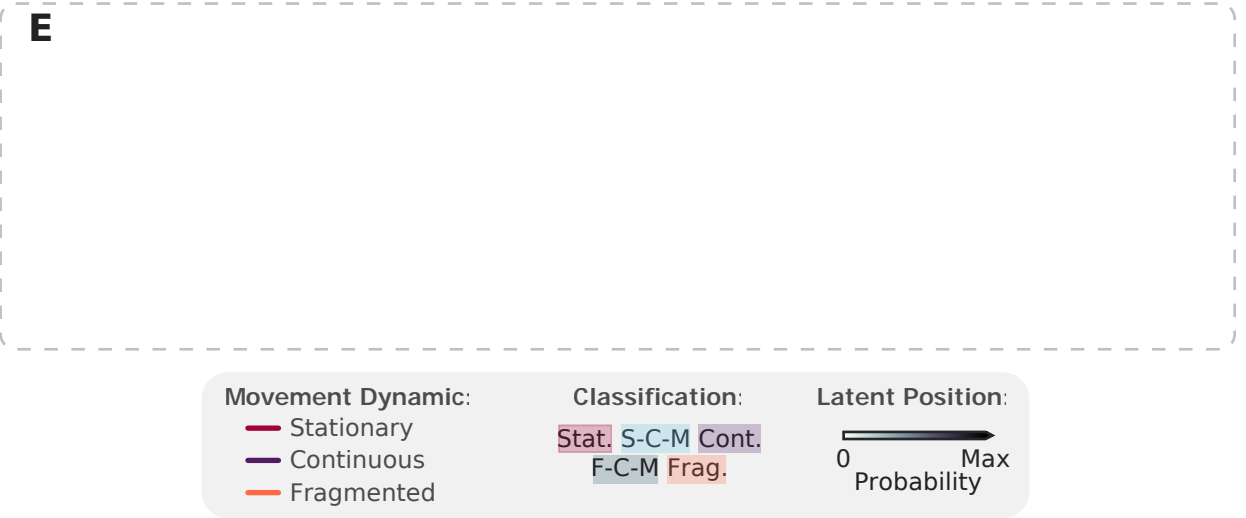 E
Movement Dynamic:
Stationary
Continuous
Fragmented
Classification:
Stat. S-C-M Cont.
F-C-M Frag.
Latent Position:
0 Max
Probability